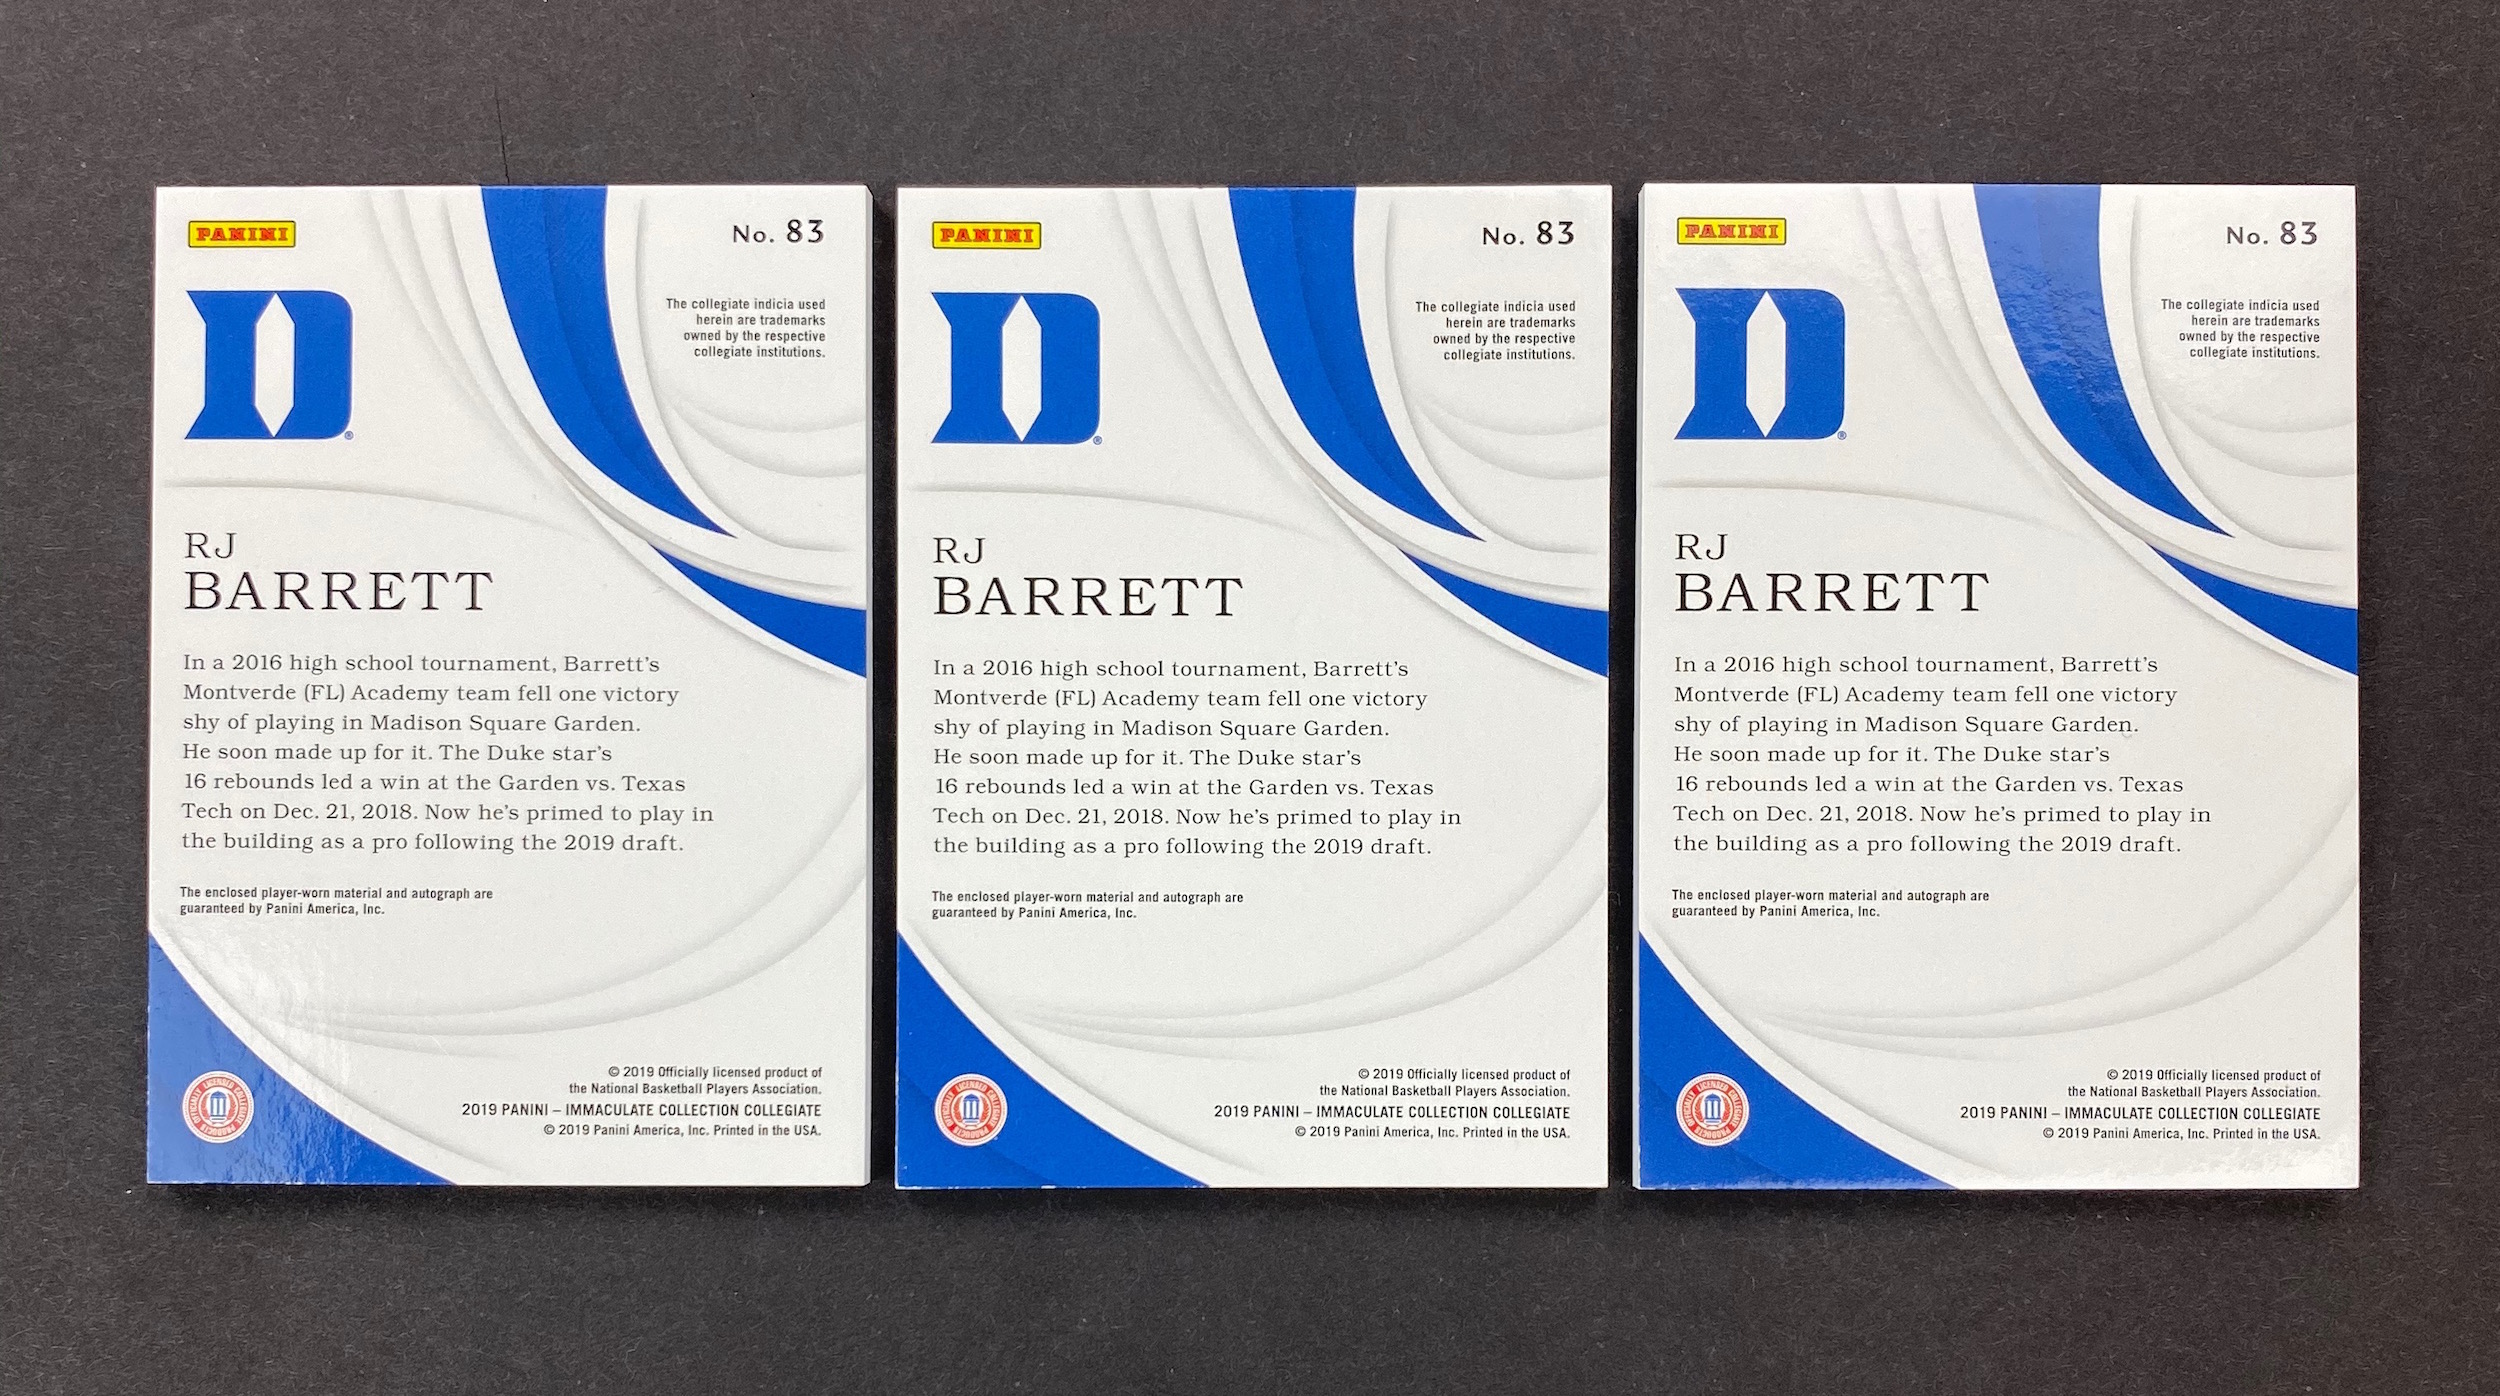 PANINI
No. 83
The collegiate indicia used
herein are trademarks
owned by the respective
collegiate institutions.
D
®
RJ
BARRETT
In a 2016 high school tournament, Barrett's
Montverde (FL) Academy team fell one victory
shy of playing in Madison Square Garden.
He soon made up for it. The Duke star's
16 rebounds led a win at the Garden vs. Texas
Tech on Dec. 21, 2018. Now he's primed to play in
the building as a pro following the 2019 draft.
The enclosed player-worn material and autograph are
guaranteed by Panini America, Inc.
OFFICIALLY LICENSED COLLEGIATE PRODUCTS
© 2019 Officially licensed product of
the National Basketball Players Association.
2019 PANINI – IMMACULATE COLLECTION COLLEGIATE
© 2019 Panini America, Inc. Printed in the USA.
PANINI
No. 83
The collegiate indicia used
herein are trademarks
owned by the respective
collegiate institutions.
D
®
RJ
BARRETT
In a 2016 high school tournament, Barrett's
Montverde (FL) Academy team fell one victory
shy of playing in Madison Square Garden.
He soon made up for it. The Duke star's
16 rebounds led a win at the Garden vs. Texas
Tech on Dec. 21, 2018. Now he's primed to play in
the building as a pro following the 2019 draft.
The enclosed player-worn material and autograph are
guaranteed by Panini America, Inc.
OFFICIALLY LICENSED COLLEGIATE PRODUCTS
© 2019 Officially licensed product of
the National Basketball Players Association.
2019 PANINI – IMMACULATE COLLECTION COLLEGIATE
© 2019 Panini America, Inc. Printed in the USA.
PANINI
No. 83
The collegiate indicia used
herein are trademarks
owned by the respective
collegiate institutions.
D
®
RJ
BARRETT
In a 2016 high school tournament, Barrett's
Montverde (FL) Academy team fell one victory
shy of playing in Madison Square Garden.
He soon made up for it. The Duke star's
16 rebounds led a win at the Garden vs. Texas
Tech on Dec. 21, 2018. Now he's primed to play in
the building as a pro following the 2019 draft.
The enclosed player-worn material and autograph are
guaranteed by Panini America, Inc.
OFFICIALLY LICENSED COLLEGIATE PRODUCTS
© 2019 Officially licensed product of
the National Basketball Players Association.
2019 PANINI – IMMACULATE COLLECTION COLLEGIATE
© 2019 Panini America, Inc. Printed in the USA.